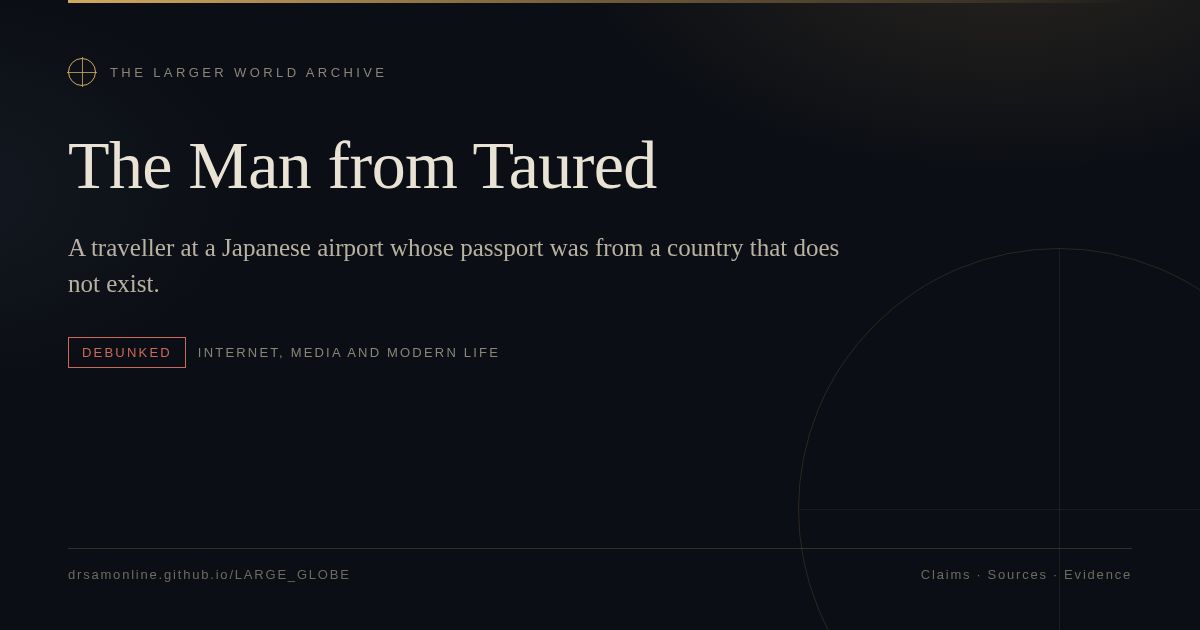 THE LARGER WORLD ARCHIVE
The Man from Taured
A traveller at a Japanese airport whose passport was from a country that does
not exist.
DEBUNKED INTERNET, MEDIA AND MODERN LIFE
drsamonline.github.io/LARGE_GLOBE
Claims · Sources · Evidence